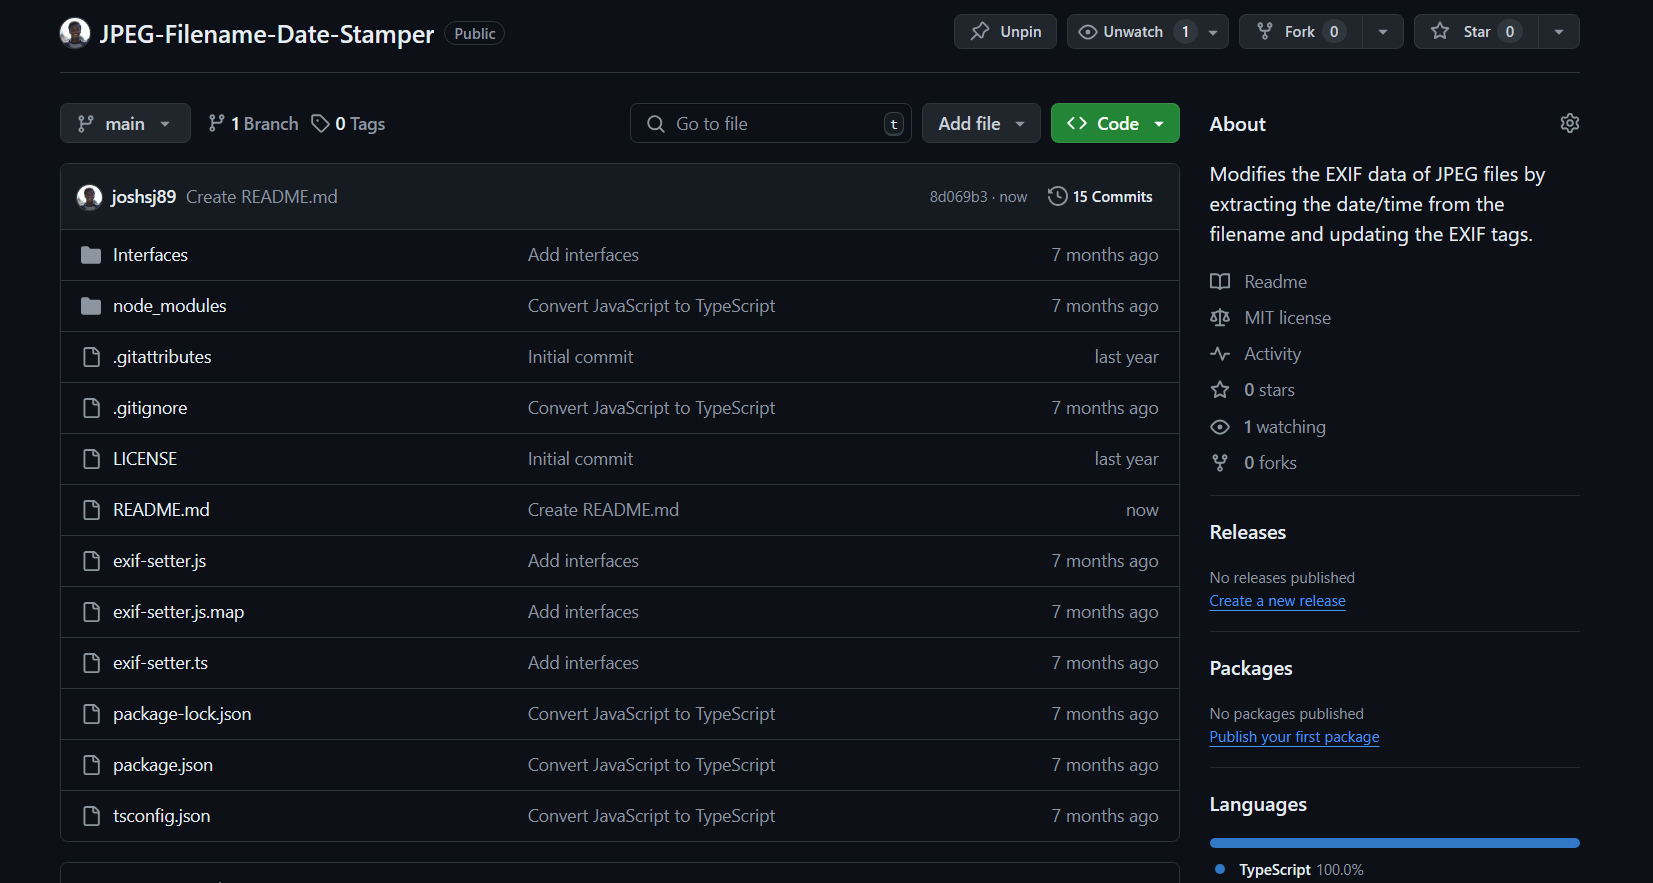 JPEG-Filename-Date-Stamper Public
Unpin Unwatch 1 Fork 0 Star 0
main 1 Branch 0 Tags Go to file t Add file Code
joshsj89 Create README.md 8d069b3 · now 15 Commits
Interfaces Add interfaces 7 months ago
node_modules Convert JavaScript to TypeScript 7 months ago
.gitattributes Initial commit last year
.gitignore Convert JavaScript to TypeScript 7 months ago
LICENSE Initial commit last year
README.md Create README.md now
exif-setter.js Add interfaces 7 months ago
exif-setter.js.map Add interfaces 7 months ago
exif-setter.ts Add interfaces 7 months ago
package-lock.json Convert JavaScript to TypeScript 7 months ago
package.json Convert JavaScript to TypeScript 7 months ago
tsconfig.json Convert JavaScript to TypeScript 7 months ago
About
Modifies the EXIF data of JPEG files by
extracting the date/time from the
filename and updating the EXIF tags.
Readme
MIT license
Activity
0 stars
1 watching
0 forks
Releases
No releases published
Create a new release
Packages
No packages published
Publish your first package
Languages
TypeScript 100.0%